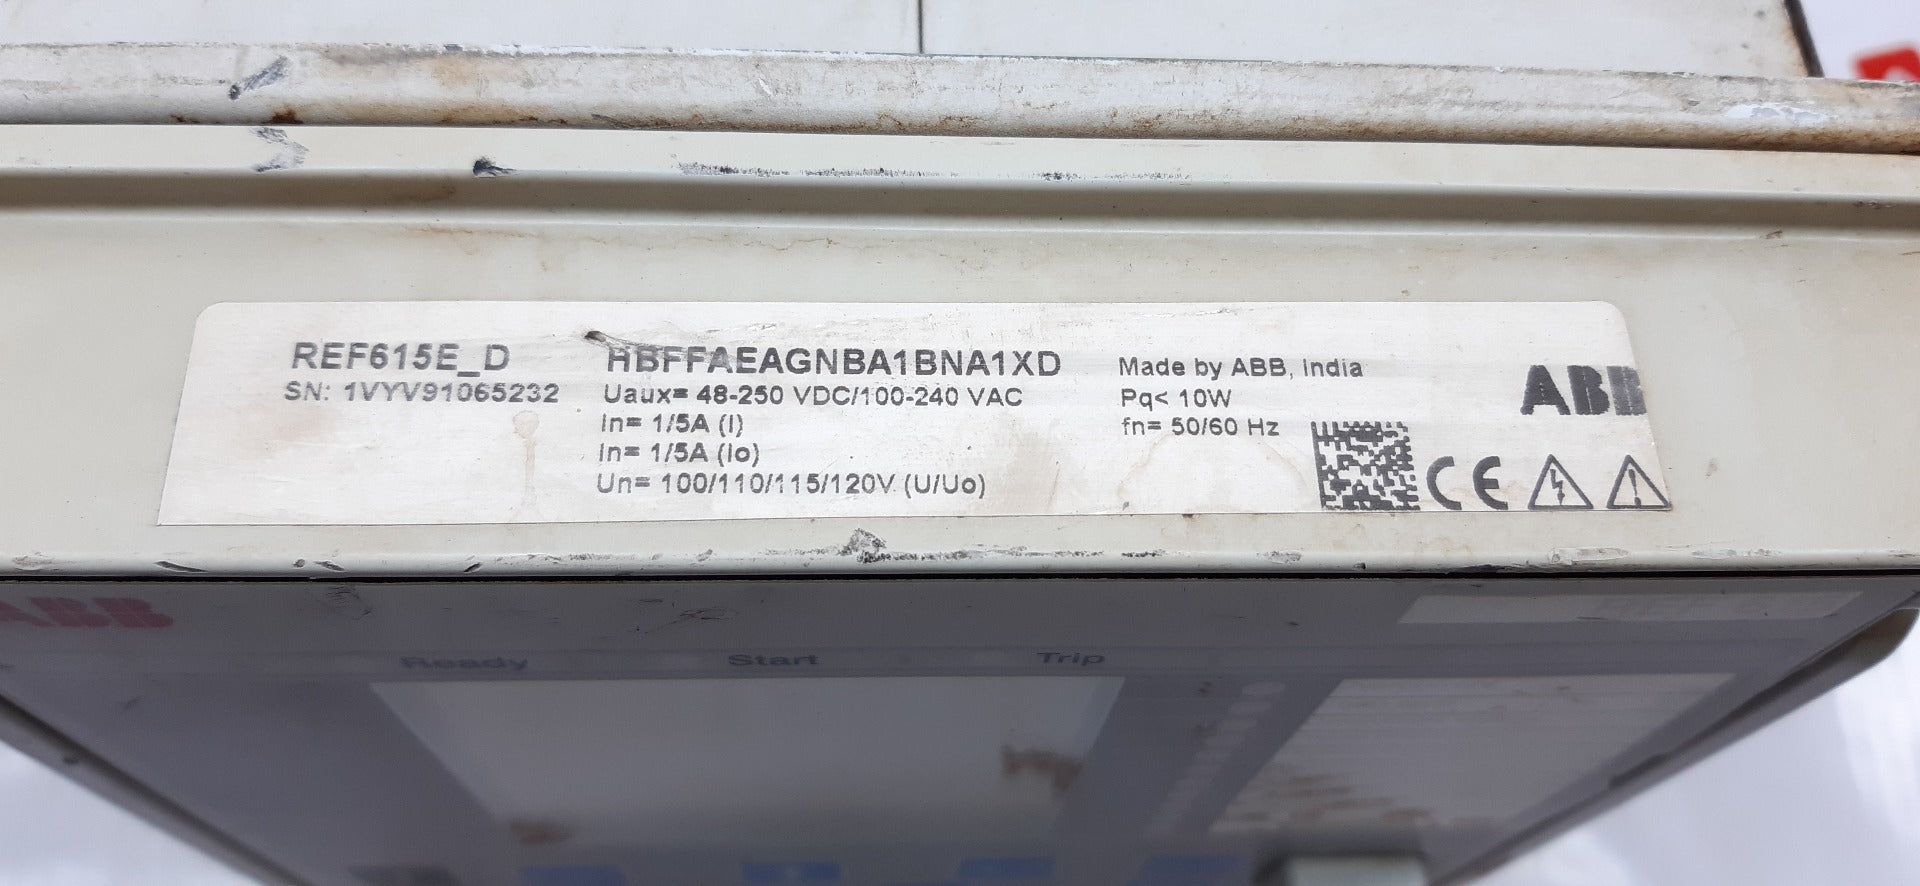 REF615E_D HBFFAEAGNBA1BNA1XD Made by ABB, India
SN: 1VYV91065232 Uaux= 48-250 VDC/100-240 VAC Pq< 10W
In= 1/5A (I) fn= 50/60 Hz
In= 1/5A (Io)
Un= 100/110/115/120V (U/Uo)
ABB
CE
ABB
Ready Start Trip